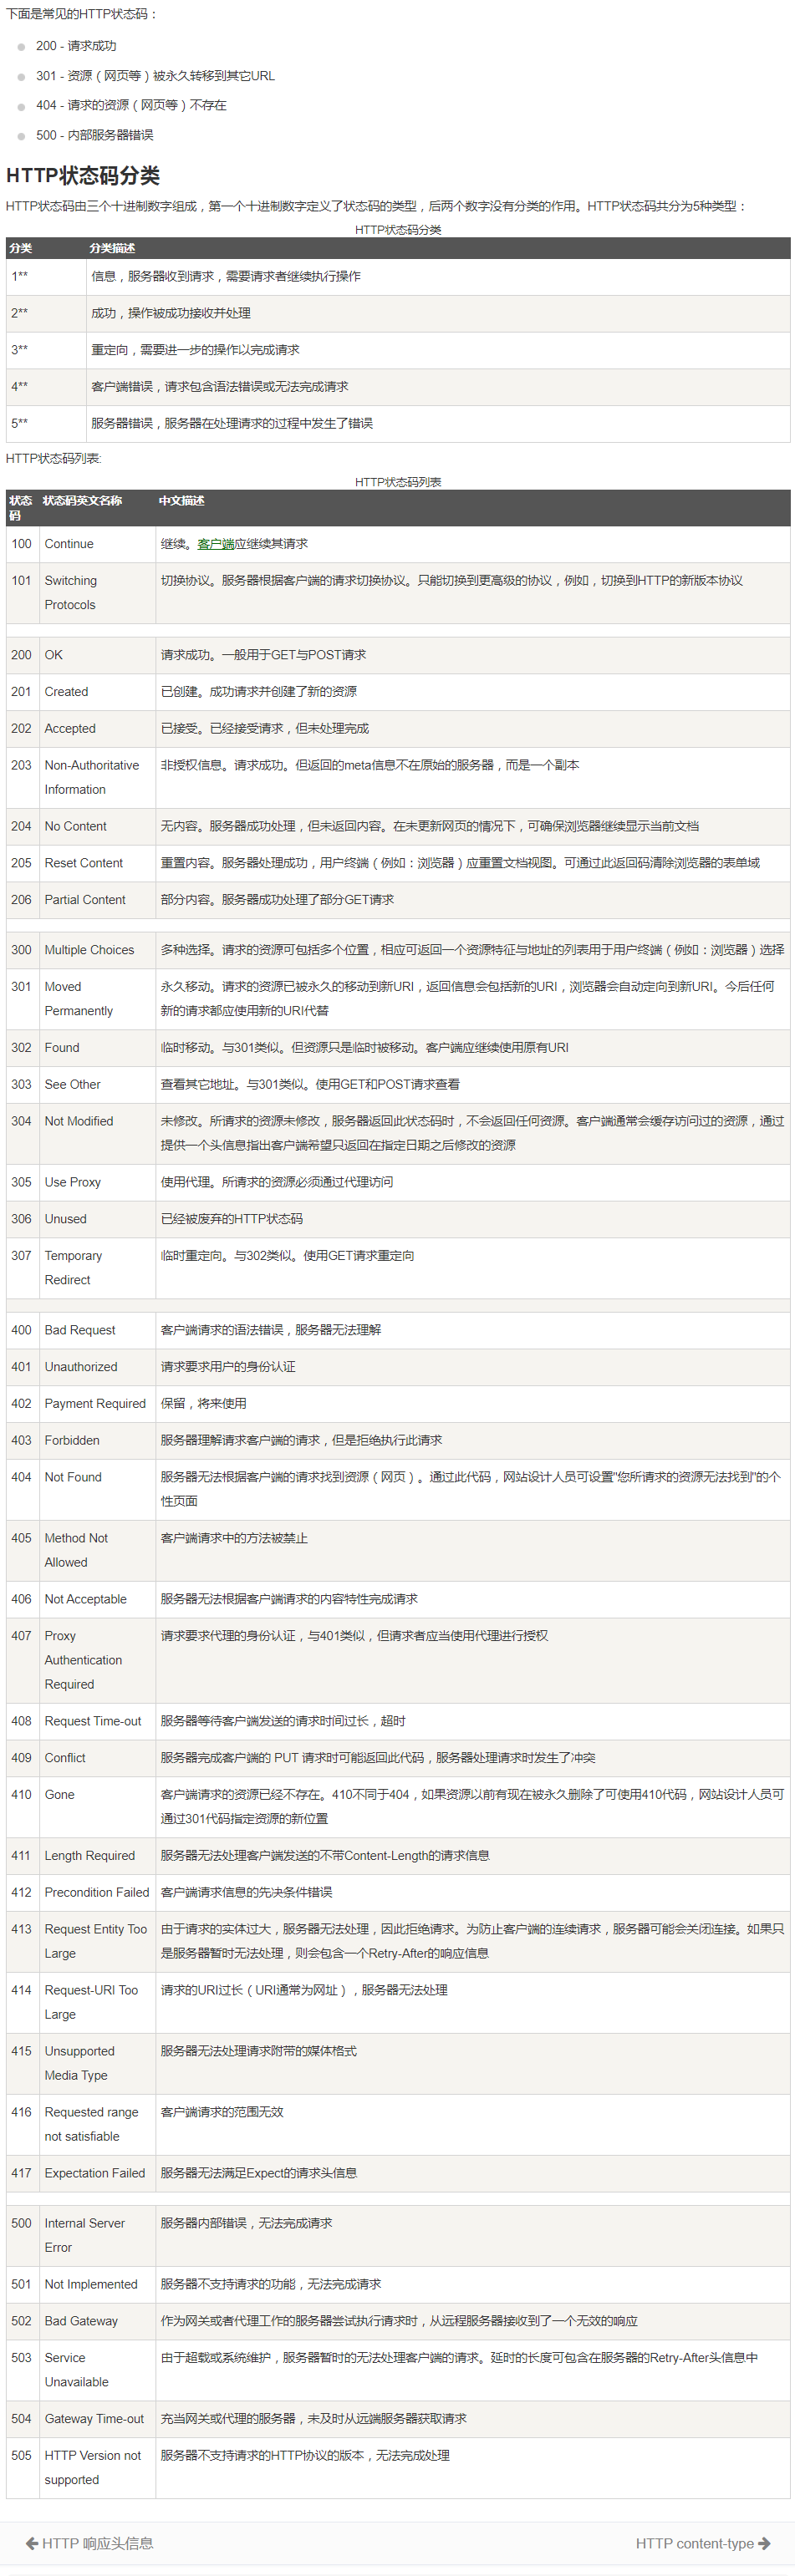 下面是常见的HTTP状态码：
200 - 请求成功
301 - 资源（网页等）被永久转移到其它URL
404 - 请求的资源（网页等）不存在
500 - 内部服务器错误
HTTP状态码分类
HTTP状态码由三个十进制数字组成，第一个十进制数字定义了状态码的类型，后两个数字没有分类的作用。HTTP状态码共分为5种类型：
HTTP状态码分类
分类 分类描述
1** 信息，服务器收到请求，需要请求者继续执行操作
2** 成功，操作被成功接收并处理
3** 重定向，需要进一步的操作以完成请求
4** 客户端错误，请求包含语法错误或无法完成请求
5** 服务器错误，服务器在处理请求的过程中发生了错误
HTTP状态码列表:
HTTP状态码列表
状态 状态码英文名称 中文描述
码
100 Continue 继续。客户端应继续其请求
101 Switching 切换协议。服务器根据客户端的请求切换协议。只能切换到更高级的协议，例如，切换到HTTP的新版本协议
Protocols
200 OK 请求成功。一般用于GET与POST请求
201 Created 已创建。成功请求并创建了新的资源
202 Accepted 已接受。已经接受请求，但未处理完成
203 Non-Authoritative 非授权信息。请求成功。但返回的meta信息不在原始的服务器，而是一个副本
Information
204 No Content 无内容。服务器成功处理，但未返回内容。在未更新网页的情况下，可确保浏览器继续显示当前文档
205 Reset Content 重置内容。服务器处理成功，用户终端（例如：浏览器）应重置文档视图。可通过此返回码清除浏览器的表单域
206 Partial Content 部分内容。服务器成功处理了部分GET请求
300 Multiple Choices 多种选择。请求的资源可包括多个位置，相应可返回一个资源特征与地址的列表用于用户终端（例如：浏览器）选择
301 Moved 永久移动。请求的资源已被永久的移动到新URI，返回信息会包括新的URI，浏览器会自动定向到新URI。今后任何
Permanently 新的请求都应使用新的URI代替
302 Found 临时移动。与301类似。但资源只是临时被移动。客户端应继续使用原有URI
303 See Other 查看其它地址。与301类似。使用GET和POST请求查看
304 Not Modified 未修改。所请求的资源未修改，服务器返回此状态码时，不会返回任何资源。客户端通常会缓存访问过的资源，通过
提供一个头信息指出客户端希望只返回在指定日期之后修改的资源
305 Use Proxy 使用代理。所请求的资源必须通过代理访问
306 Unused 已经被废弃的HTTP状态码
307 Temporary 临时重定向。与302类似。使用GET请求重定向
Redirect
400 Bad Request 客户端请求的语法错误，服务器无法理解
401 Unauthorized 请求要求用户的身份认证
402 Payment Required 保留，将来使用
403 Forbidden 服务器理解请求客户端的请求，但是拒绝执行此请求
404 Not Found 服务器无法根据客户端的请求找到资源（网页）。通过此代码，网站设计人员可设置"您所请求的资源无法找到"的个
性页面
405 Method Not 客户端请求中的方法被禁止
Allowed
406 Not Acceptable 服务器无法根据客户端请求的内容特性完成请求
407 Proxy 请求要求代理的身份认证，与401类似，但请求者应当使用代理进行授权
Authentication
Required
408 Request Time-out 服务器等待客户端发送的请求时间过长，超时
409 Conflict 服务器完成客户端的 PUT 请求时可能返回此代码，服务器处理请求时发生了冲突
410 Gone 客户端请求的资源已经不存在。410不同于404，如果资源以前有现在被永久删除了可使用410代码，网站设计人员可
通过301代码指定资源的新位置
411 Length Required 服务器无法处理客户端发送的不带Content-Length的请求信息
412 Precondition Failed 客户端请求信息的先决条件错误
413 Request Entity Too 由于请求的实体过大，服务器无法处理，因此拒绝请求。为防止客户端的连续请求，服务器可能会关闭连接。如果只
Large 是服务器暂时无法处理，则会包含一个Retry-After的响应信息
414 Request-URI Too 请求的URI过长（URI通常为网址），服务器无法处理
Large
415 Unsupported 服务器无法处理请求附带的媒体格式
Media Type
416 Requested range 客户端请求的范围无效
not satisfiable
417 Expectation Failed 服务器无法满足Expect的请求头信息
500 Internal Server 服务器内部错误，无法完成请求
Error
501 Not Implemented 服务器不支持请求的功能，无法完成请求
502 Bad Gateway 作为网关或者代理工作的服务器尝试执行请求时，从远程服务器接收到了一个无效的响应
503 Service 由于超载或系统维护，服务器暂时的无法处理客户端的请求。延时的长度可包含在服务器的Retry-After头信息中
Unavailable
504 Gateway Time-out 充当网关或代理的服务器，未及时从远端服务器获取请求
505 HTTP Version not 服务器不支持请求的HTTP协议的版本，无法完成处理
supported
← HTTP 响应头信息 HTTP content-type →